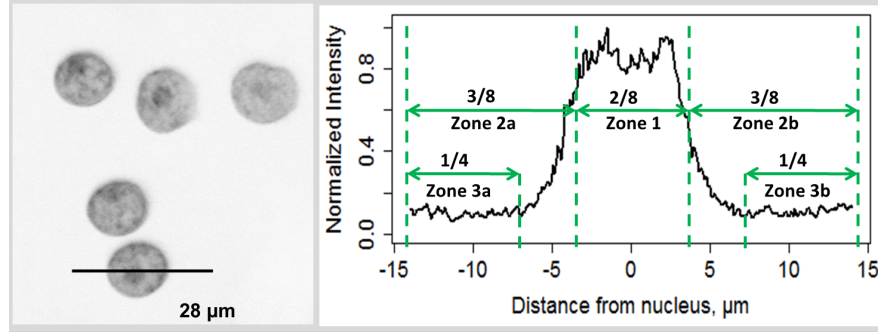 28 µm
Normalized Intensity
0.0 0.4 0.8
3/8 2/8 3/8
Zone 2a Zone 1 Zone 2b
1/4 1/4
Zone 3a Zone 3b
-15 -10 -5 0 5 10 15
Distance from nucleus, µm